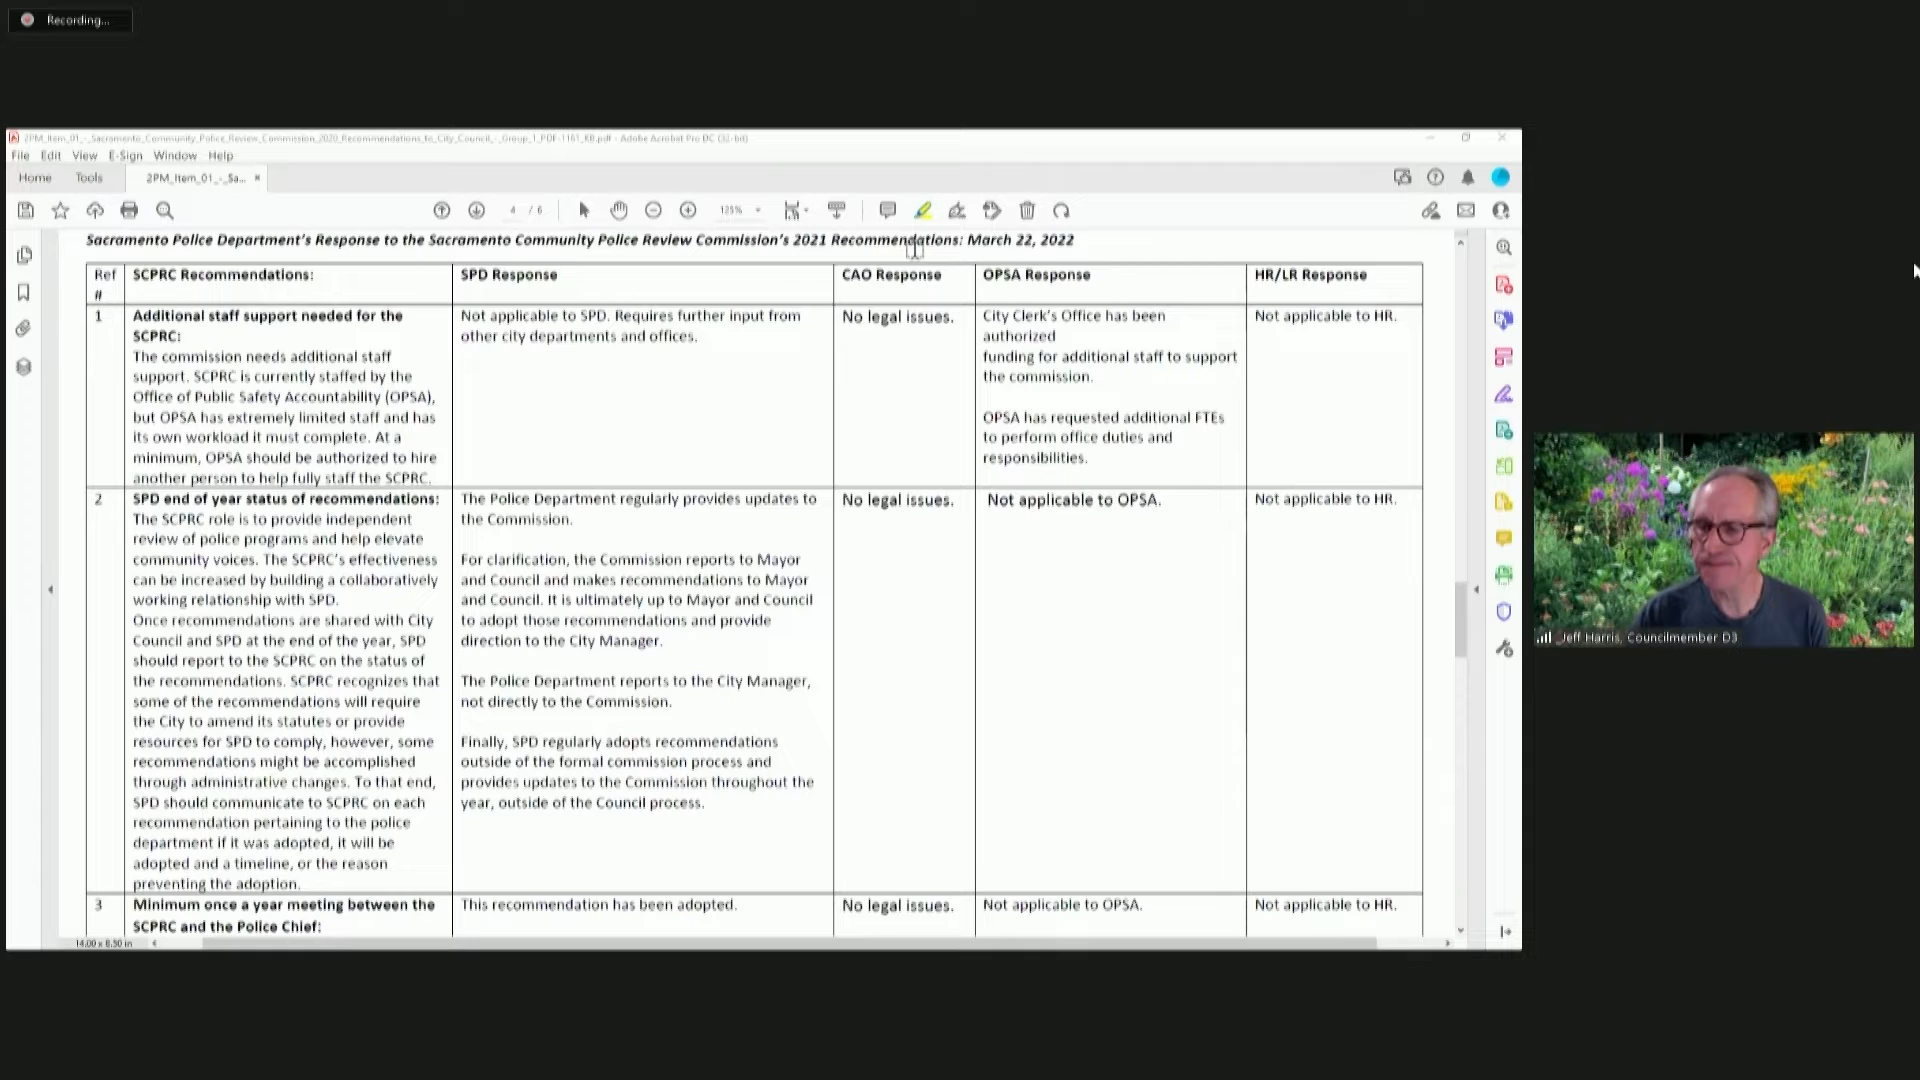 Recording...
2PM_Item_01_-_Sacramento_Community_Police_Review_Commission_2020_Recommendations_to_City_Council_-_Group_1_PDF-1161_KB.pdf - Adobe Acrobat Pro DC (32-bit)
File Edit View E-Sign Window Help
Home Tools 2PM_Item_01_-_Sa... ×
4 / 6 125%
Sacramento Police Department's Response to the Sacramento Community Police Review Commission's 2021 Recommendations: March 22, 2022
Ref
#
SCPRC Recommendations:
SPD Response
CAO Response
OPSA Response
HR/LR Response
1
Additional staff support needed for the
SCPRC:
The commission needs additional staff
support. SCPRC is currently staffed by the
Office of Public Safety Accountability (OPSA),
but OPSA has extremely limited staff and has
its own workload it must complete. At a
minimum, OPSA should be authorized to hire
another person to help fully staff the SCPRC.
Not applicable to SPD. Requires further input from
other city departments and offices.
No legal issues.
City Clerk's Office has been
authorized
funding for additional staff to support
the commission.
OPSA has requested additional FTEs
to perform office duties and
responsibilities.
Not applicable to HR.
2
SPD end of year status of recommendations:
The SCPRC role is to provide independent
review of police programs and help elevate
community voices. The SCPRC's effectiveness
can be increased by building a collaboratively
working relationship with SPD.
Once recommendations are shared with City
Council and SPD at the end of the year, SPD
should report to the SCPRC on the status of
the recommendations. SCPRC recognizes that
some of the recommendations will require
the City to amend its statutes or provide
resources for SPD to comply, however, some
recommendations might be accomplished
through administrative changes. To that end,
SPD should communicate to SCPRC on each
recommendation pertaining to the police
department if it was adopted, it will be
adopted and a timeline, or the reason
preventing the adoption.
The Police Department regularly provides updates to
the Commission.
For clarification, the Commission reports to Mayor
and Council and makes recommendations to Mayor
and Council. It is ultimately up to Mayor and Council
to adopt those recommendations and provide
direction to the City Manager.
The Police Department reports to the City Manager,
not directly to the Commission.
Finally, SPD regularly adopts recommendations
outside of the formal commission process and
provides updates to the Commission throughout the
year, outside of the Council process.
No legal issues.
Not applicable to OPSA.
Not applicable to HR.
3
Minimum once a year meeting between the
SCPRC and the Police Chief:
This recommendation has been adopted.
No legal issues.
Not applicable to OPSA.
Not applicable to HR.
14.00 x 8.50 in
Jeff Harris, Councilmember D3